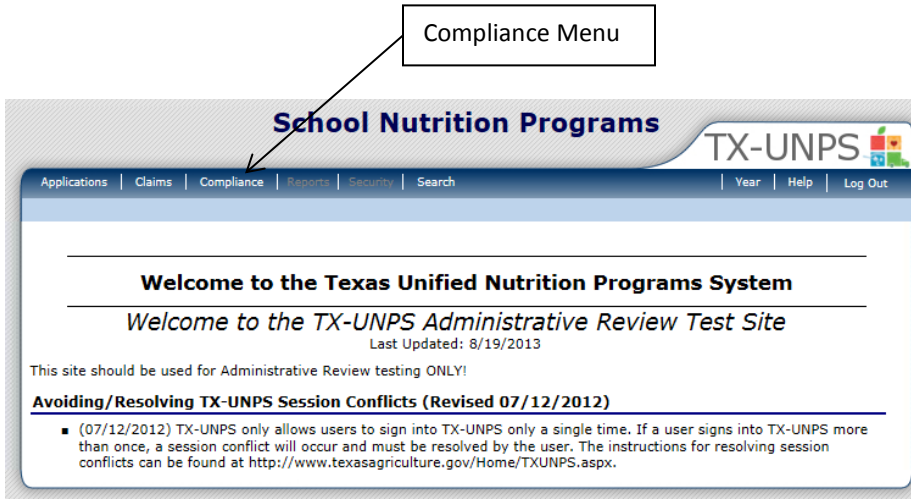 Compliance Menu
School Nutrition Programs
TX-UNPS
Applications | Claims | Compliance | Reports | Security | Search | Year | Help | Log Out
Welcome to the Texas Unified Nutrition Programs System
Welcome to the TX-UNPS Administrative Review Test Site
Last Updated: 8/19/2013
This site should be used for Administrative Review testing ONLY!
Avoiding/Resolving TX-UNPS Session Conflicts (Revised 07/12/2012)
▪ (07/12/2012) TX-UNPS only allows users to sign into TX-UNPS only a single time. If a user signs into TX-UNPS more
than once, a session conflict will occur and must be resolved by the user. The instructions for resolving session
conflicts can be found at http://www.texasagriculture.gov/Home/TXUNPS.aspx.